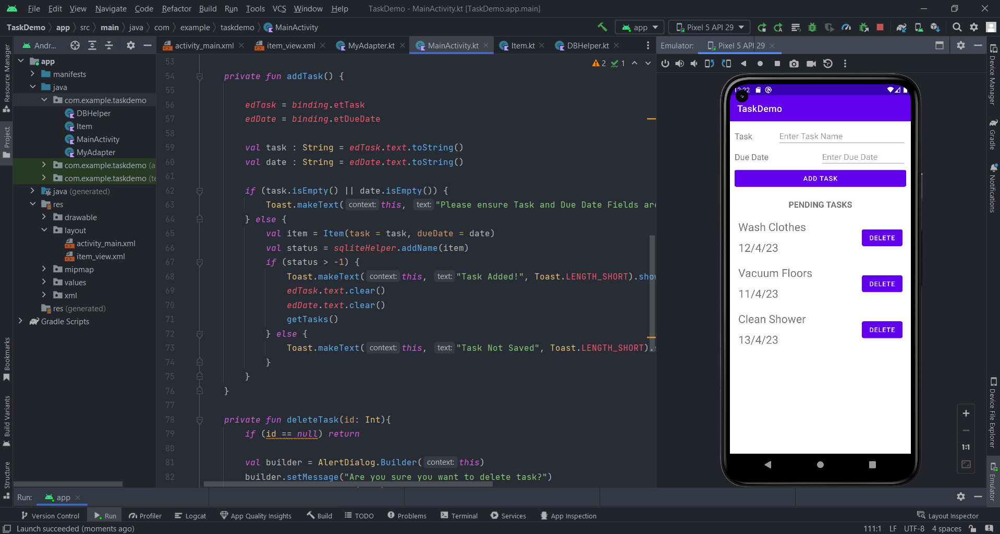 File Edit View Navigate Code Refactor Build Run Tools VCS Window Help TaskDemo - MainActivity.kt [TaskDemo.app.main]
TaskDemo app src main java com example taskdemo MainActivity app Pixel 5 API 29
Andr... activity_main.xml item_view.xml MyAdapter.kt MainActivity.kt Item.kt DBHelper.kt Emulator: Pixel 5 API 29
Resource Manager
Project
Bookmarks
Build Variants
Structure
app
manifests
java
com.example.taskdemo
DBHelper
Item
MainActivity
MyAdapter
com.example.taskdemo (a
com.example.taskdemo (te
java (generated)
res
drawable
layout
activity_main.xml
item_view.xml
mipmap
values
xml
res (generated)
Gradle Scripts
2 1
53
54 private fun addTask() {
55
56 edTask = binding.etTask
57 edDate = binding.etDueDate
58
59 val task : String = edTask.text.toString()
60 val date : String = edDate.text.toString()
61
62 if (task.isEmpty() || date.isEmpty()) {
63 Toast.makeText( context: this, text: "Please ensure Task and Due Date Fields are
64 } else {
65 val item = Item(task = task, dueDate = date)
66 val status = sqliteHelper.addName(item)
67 if (status > -1) {
68 Toast.makeText( context: this, text: "Task Added!", Toast.LENGTH_SHORT).show
69 edTask.text.clear()
70 edDate.text.clear()
71 getTasks()
72 } else {
73 Toast.makeText( context: this, text: "Task Not Saved", Toast.LENGTH_SHORT).s
74 }
75 }
76 }
77
78 private fun deleteTask(id: Int){
79 if (id == null) return
80
81 val builder = AlertDialog.Builder( context: this)
82 builder.setMessage("Are you sure you want to delete task?")
12:22
TaskDemo
Task Enter Task Name
Due Date Enter Due Date
ADD TASK
PENDING TASKS
Wash Clothes
12/4/23
DELETE
Vacuum Floors
11/4/23
DELETE
Clean Shower
13/4/23
DELETE
1:1
Device Manager
Gradle
Notifications
Device File Explorer
Emulator
Run: app
Version Control Run Profiler Logcat App Quality Insights Build TODO Problems Terminal Services App Inspection Layout Inspector
Launch succeeded (moments ago) 111:1 LF UTF-8 4 spaces